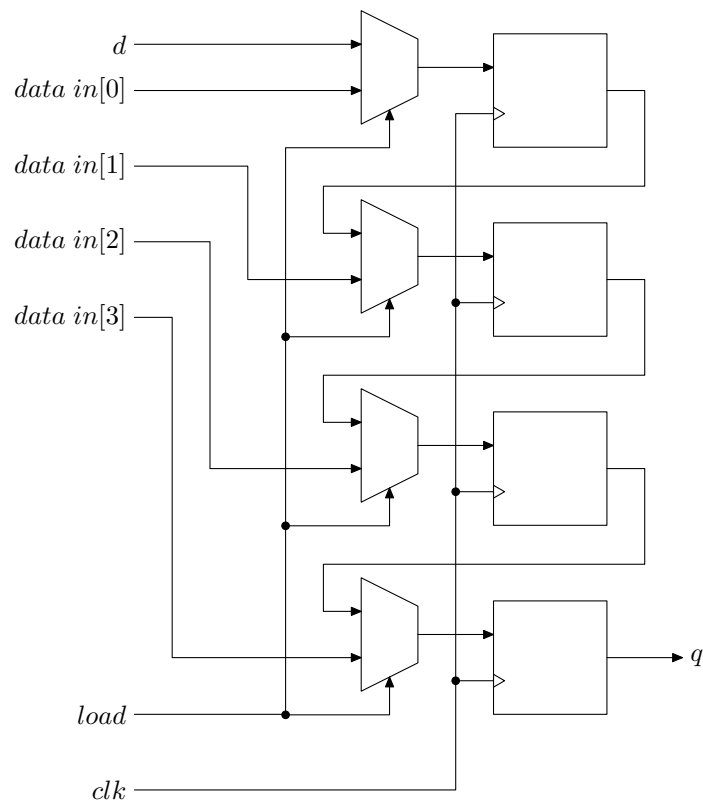 d
data in[0]
data in[1]
data in[2]
data in[3]
q
load
clk